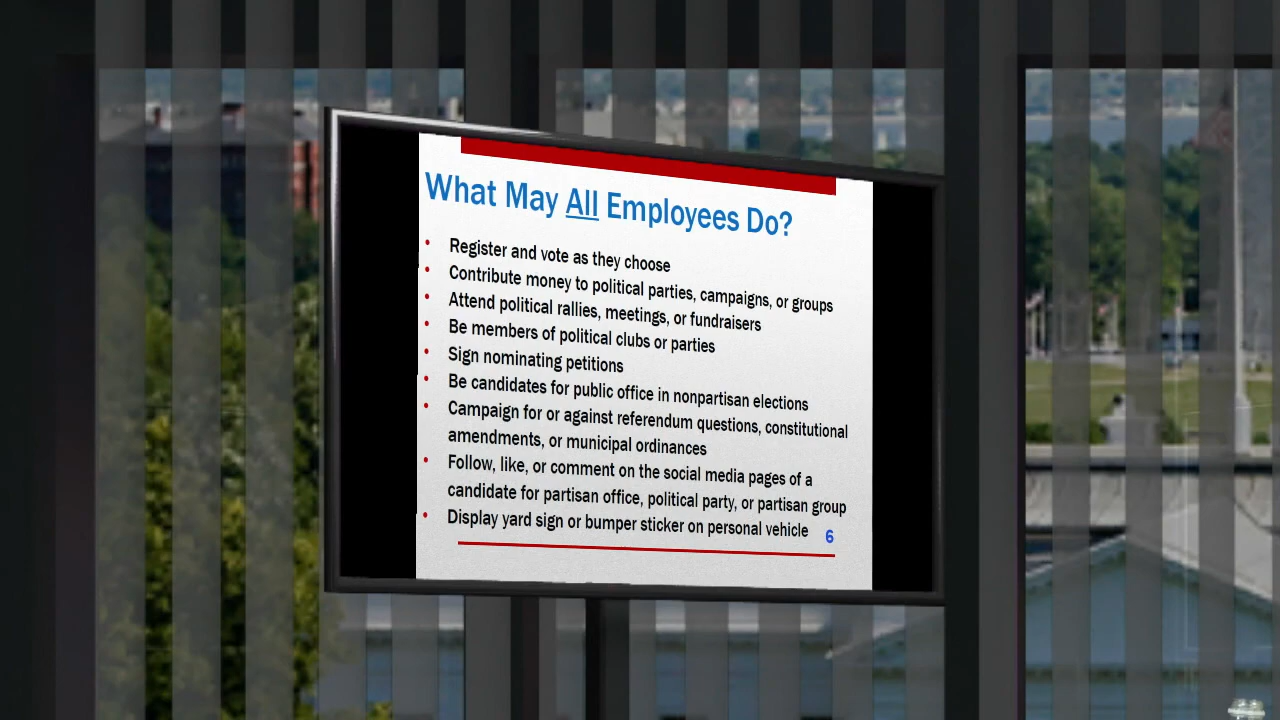 What May All Employees Do?
• Register and vote as they choose
• Contribute money to political parties, campaigns, or groups
• Attend political rallies, meetings, or fundraisers
• Be members of political clubs or parties
• Sign nominating petitions
• Be candidates for public office in nonpartisan elections
• Campaign for or against referendum questions, constitutional
amendments, or municipal ordinances
• Follow, like, or comment on the social media pages of a
candidate for partisan office, political party, or partisan group
• Display yard sign or bumper sticker on personal vehicle
6